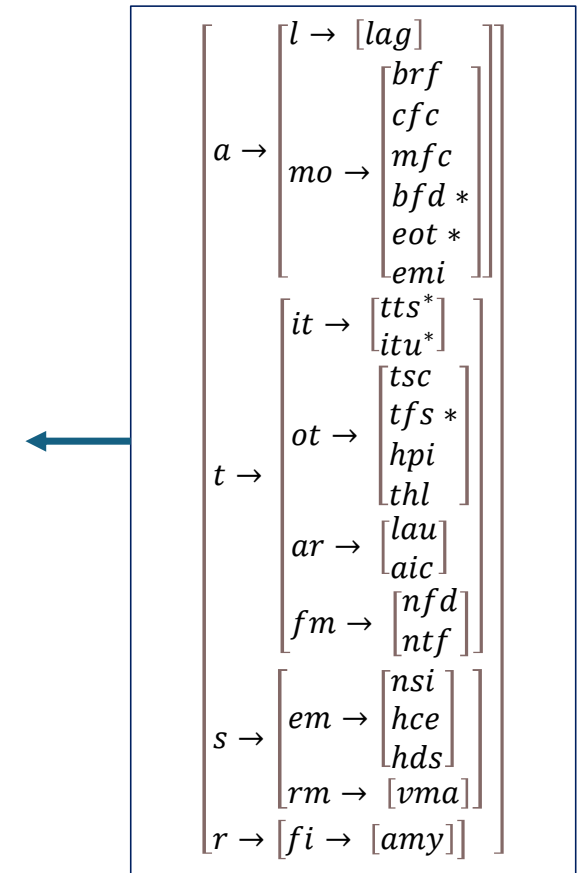 l → [lag]
a → mo → brf
cfc
mfc
bfd *
eot *
emi
t → it → tts*
itu*
ot → tsc
tfs *
hpi
thl
ar → lau
aic
fm → nfd
ntf
s → em → nsi
hce
hds
rm → [vma]
r → [fi → [amy]]